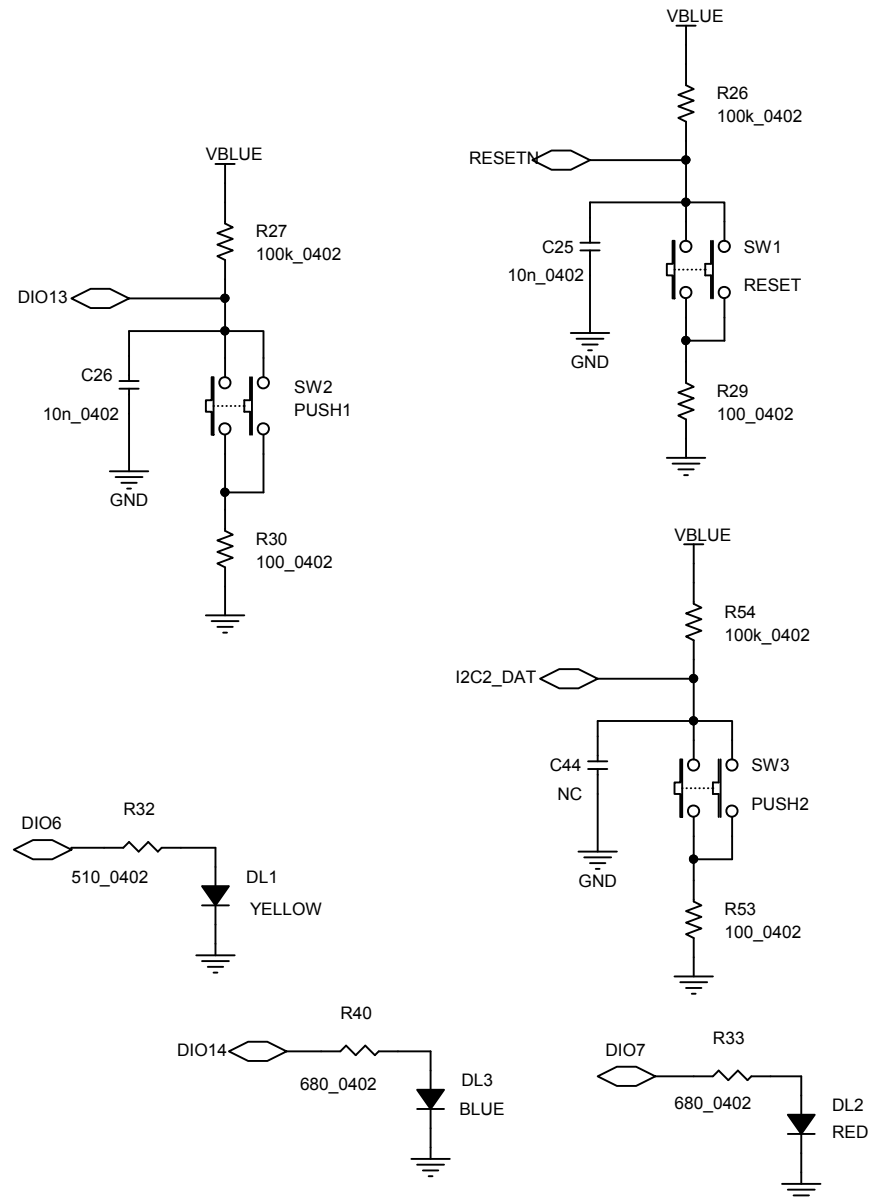 VBLUE
R26
100k_0402
RESETN
C25
10n_0402
SW1
RESET
GND
R29
100_0402
VBLUE
R27
100k_0402
DIO13
C26
10n_0402
SW2
PUSH1
GND
R30
100_0402
VBLUE
R54
100k_0402
I2C2_DAT
C44
NC
SW3
PUSH2
GND
R53
100_0402
R32
DIO6
510_0402
DL1
YELLOW
R40
DIO14
680_0402
DL3
BLUE
R33
DIO7
680_0402
DL2
RED